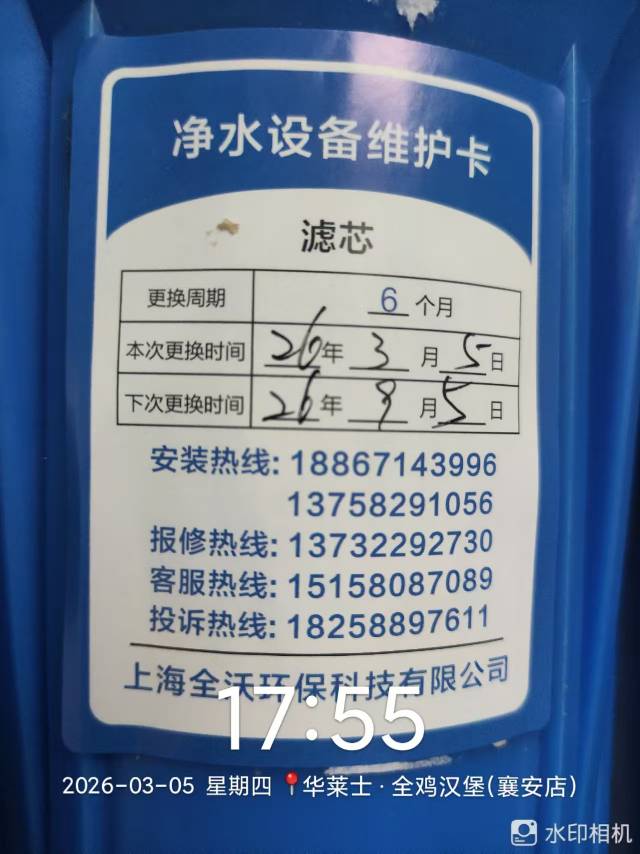 净水设备维护卡
滤芯
更换周期 6 个月
本次更换时间 26 年 3 月 5 日
下次更换时间 26 年 9 月 5 日
安装热线: 18867143996
13758291056
报修热线: 13732292730
客服热线: 15158087089
投诉热线: 18258897611
上海全沃环保科技有限公司
17:55
2026-03-05 星期四 华莱士·全鸡汉堡(襄安店)
水印相机